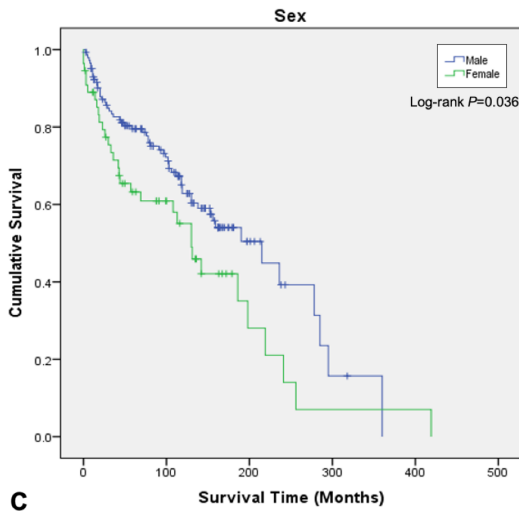 Sex
1.0
0.8
0.6
0.4
0.2
0.0
Cumulative Survival
Male
Female
Log-rank P=0.036
0
100
200
300
400
500
Survival Time (Months)
C